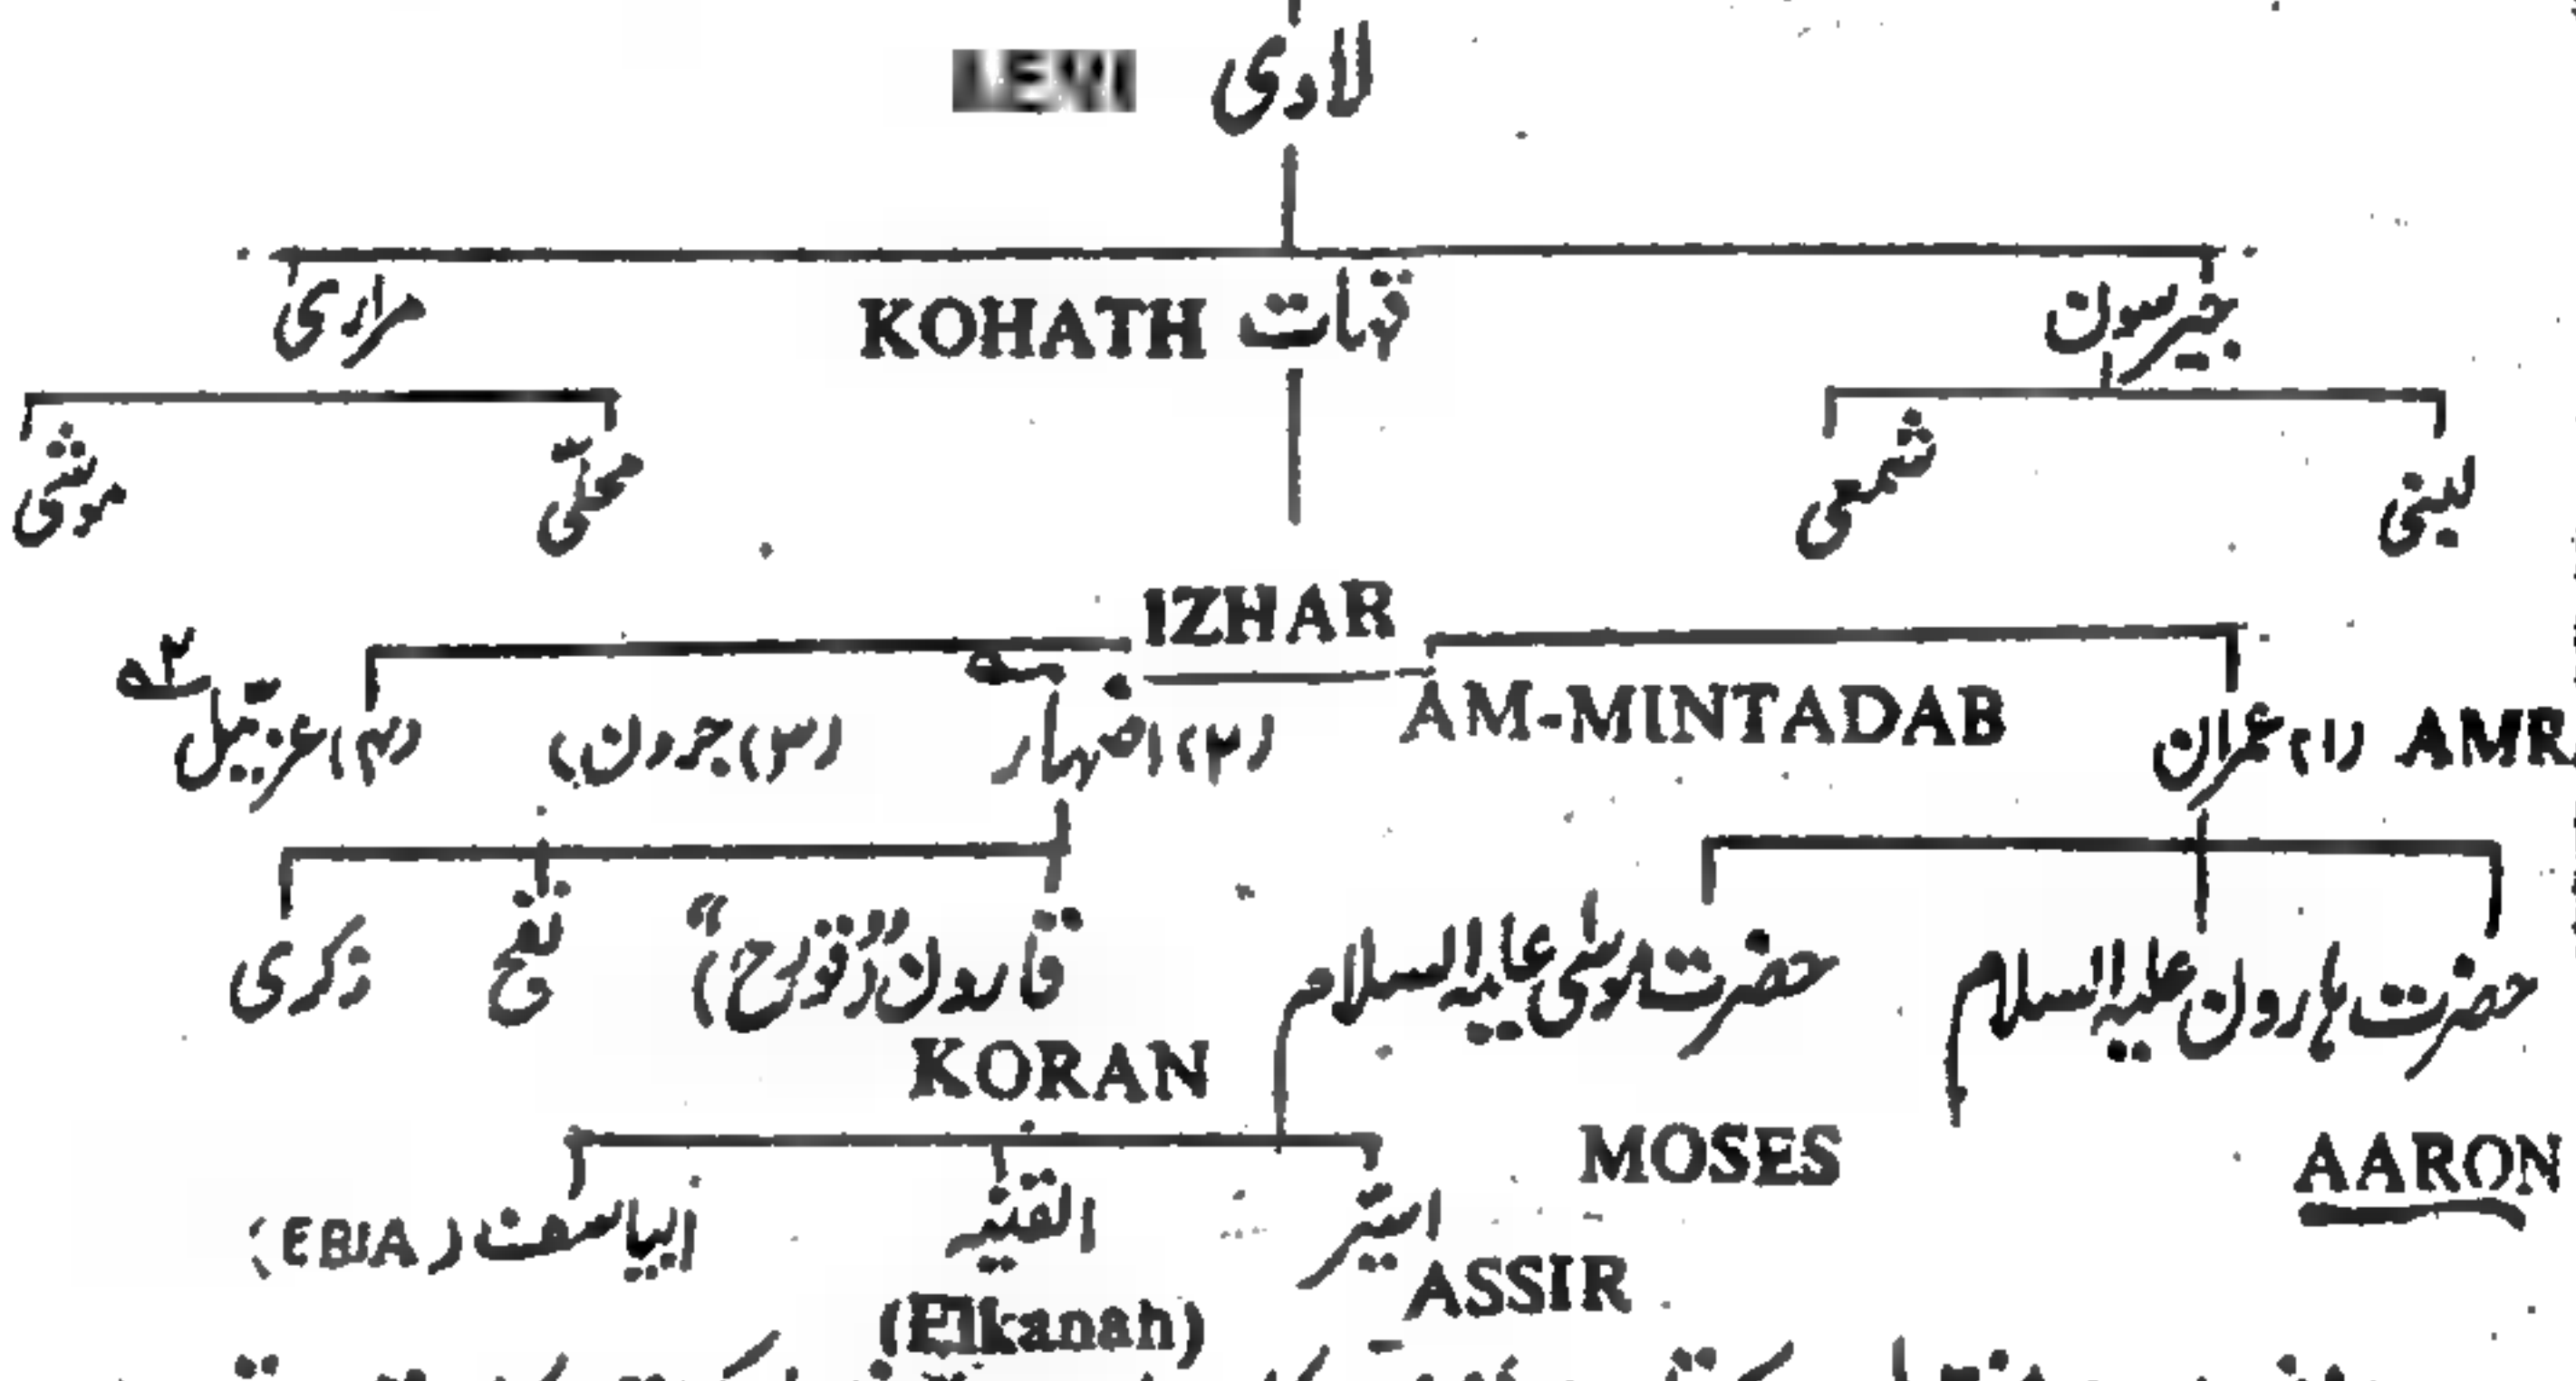 لاوی LEVI
جیرسون قہات KOHATH مراری
لبنی شمعی محلّی موشی
IZHAR
AMR (۱) عمران AM-MINTADAB (۲) اضہار (۳) جرون (۴) عزیئیل
حضرت ہارون علیہ السلام حضرت موسیٰ علیہ السلام قارون (قورح) نفج ذکری
KORAN
MOSES AARON
اسیر القنیہ ابیاسف (EBIA)
ASSIR
(Elkanah)